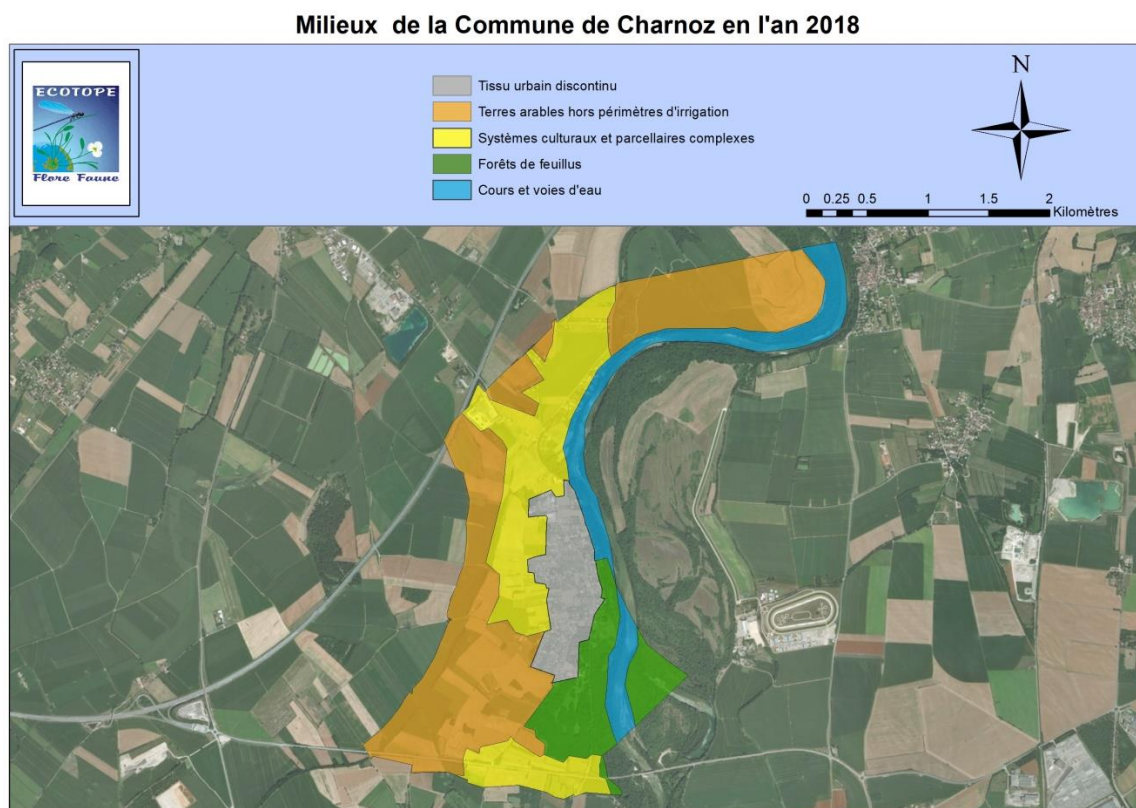 Milieux de la Commune de Charnoz en l'an 2018
ECOTOPE
Flore Faune
Tissu urbain discontinu
Terres arables hors périmètres d'irrigation
Systèmes culturaux et parcellaires complexes
Forêts de feuillus
Cours et voies d'eau
N
0 0.25 0.5 1 1.5 2
Kilomètres